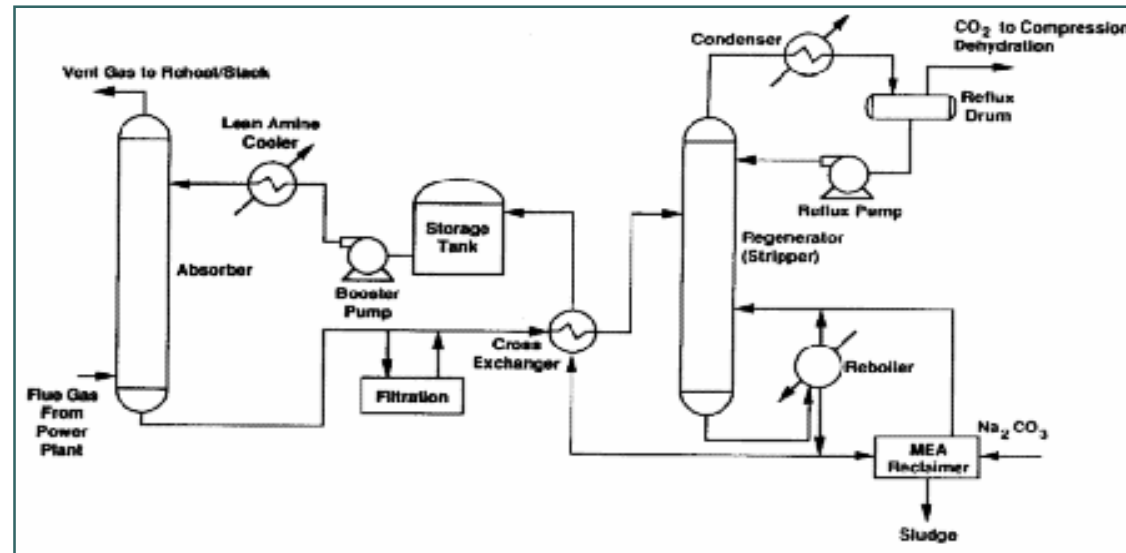 Vent Gas to Reheat/Stack
Lean Amine
Cooler
Absorber
Booster
Pump
Storage
Tank
Flue Gas
From
Power
Plant
Filtration
Cross
Exchanger
Condenser
CO2 to Compression
Dehydration
Reflux
Drum
Reflux Pump
Regenerator
(Stripper)
Reboiler
Na2CO3
MEA
Reclaimer
Sludge